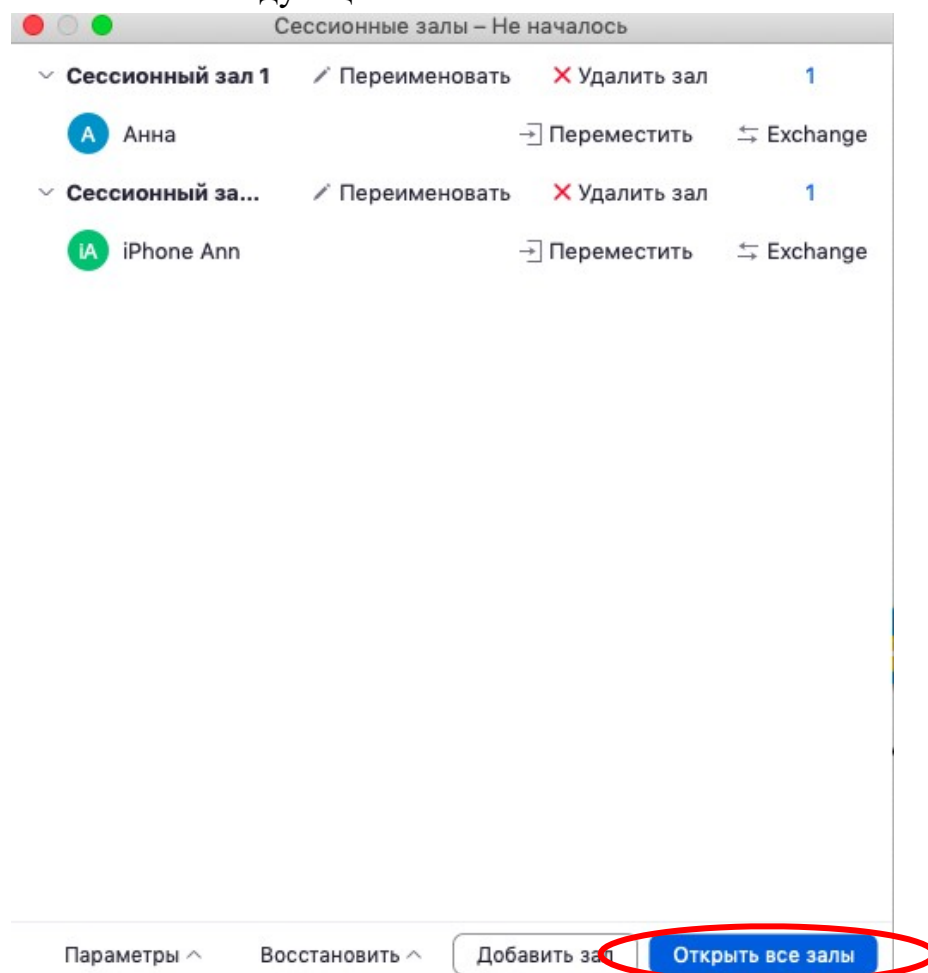 Сессионные залы – Не началось
Сессионный зал 1 Переименовать Удалить зал 1
A Анна Переместить Exchange
Сессионный за... Переименовать Удалить зал 1
iA iPhone Ann Переместить Exchange
Параметры Восстановить Добавить зал Открыть все залы